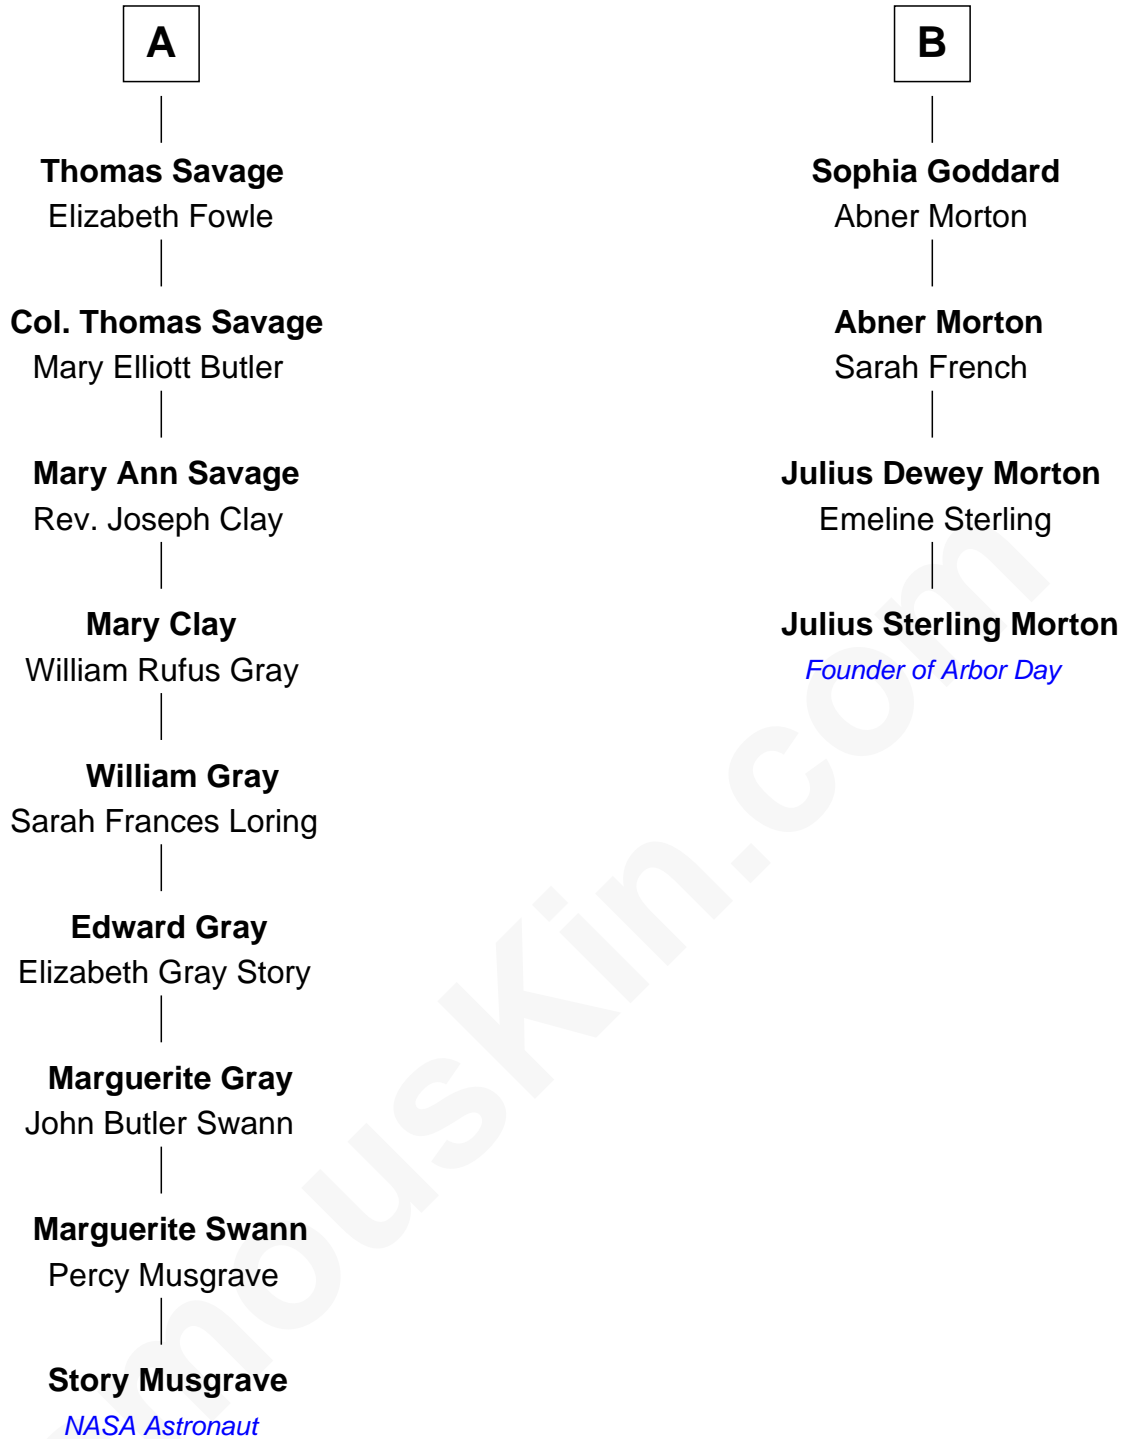 A
Thomas Savage
Elizabeth Fowle
Col. Thomas Savage
Mary Elliott Butler
Mary Ann Savage
Rev. Joseph Clay
Mary Clay
William Rufus Gray
William Gray
Sarah Frances Loring
Edward Gray
Elizabeth Gray Story
Marguerite Gray
John Butler Swann
Marguerite Swann
Percy Musgrave
Story Musgrave
NASA Astronaut
B
Sophia Goddard
Abner Morton
Abner Morton
Sarah French
Julius Dewey Morton
Emeline Sterling
Julius Sterling Morton
Founder of Arbor Day
mousKin.com